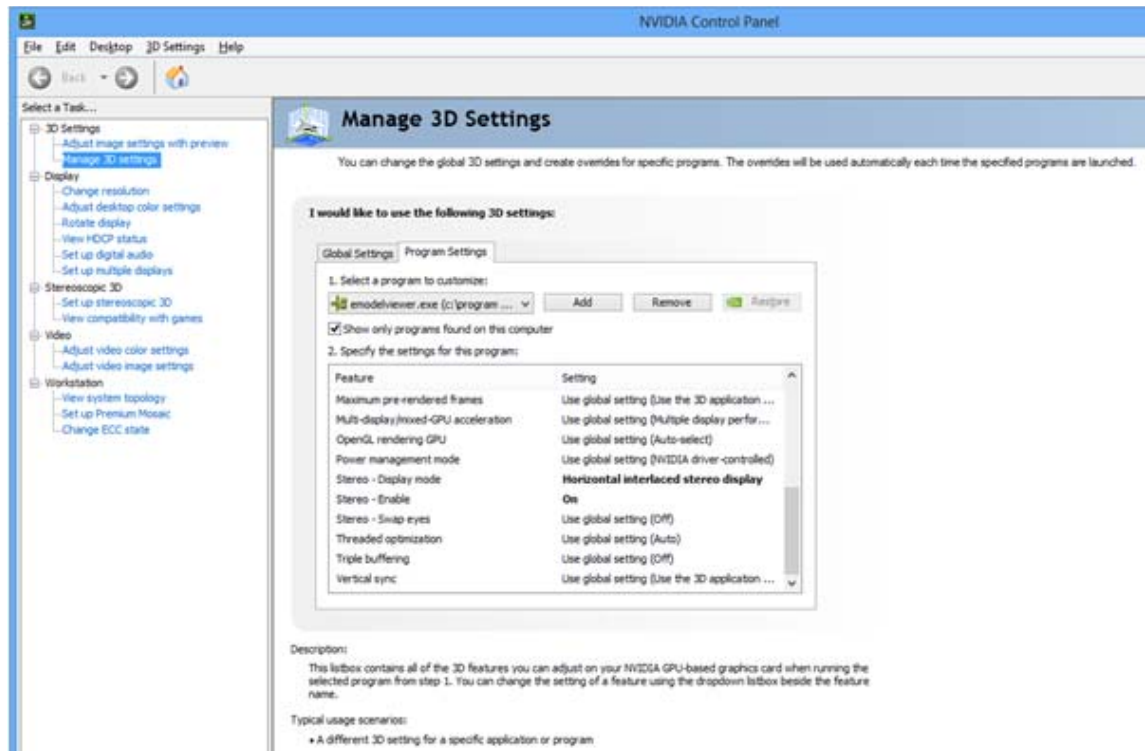 NVIDIA Control Panel
File Edit Desktop 3D Settings Help
Back
Select a Task...
3D Settings
Adjust image settings with preview
Manage 3D settings
Display
Change resolution
Adjust desktop color settings
Rotate display
View HDCP status
Set up digital audio
Set up multiple displays
Stereoscopic 3D
Set up stereoscopic 3D
View compatibility with games
Video
Adjust video color settings
Adjust video image settings
Workstation
View system topology
Set up Premium Mosaic
Change ECC state
Manage 3D Settings
You can change the global 3D settings and create overrides for specific programs. The overrides will be used automatically each time the specified programs are launched.
I would like to use the following 3D settings:
Global Settings Program Settings
1. Select a program to customize:
emodelviewer.exe (c:\program ... Add Remove Restore
Show only programs found on this computer
2. Specify the settings for this program:
Feature Setting
Maximum pre-rendered frames Use global setting (Use the 3D application ...
Multi-display/mixed-GPU acceleration Use global setting (Multiple display perfor...
OpenGL rendering GPU Use global setting (Auto-select)
Power management mode Use global setting (NVIDIA driver-controlled)
Stereo - Display mode Horizontal interlaced stereo display
Stereo - Enable On
Stereo - Swap eyes Use global setting (Off)
Threaded optimization Use global setting (Auto)
Triple buffering Use global setting (Off)
Vertical sync Use global setting (Use the 3D application ...
Description:
This listbox contains all of the 3D features you can adjust on your NVIDIA GPU-based graphics card when running the
selected program from step 1. You can change the setting of a feature using the dropdown listbox beside the feature
name.
Typical usage scenarios:
• A different 3D setting for a specific application or program